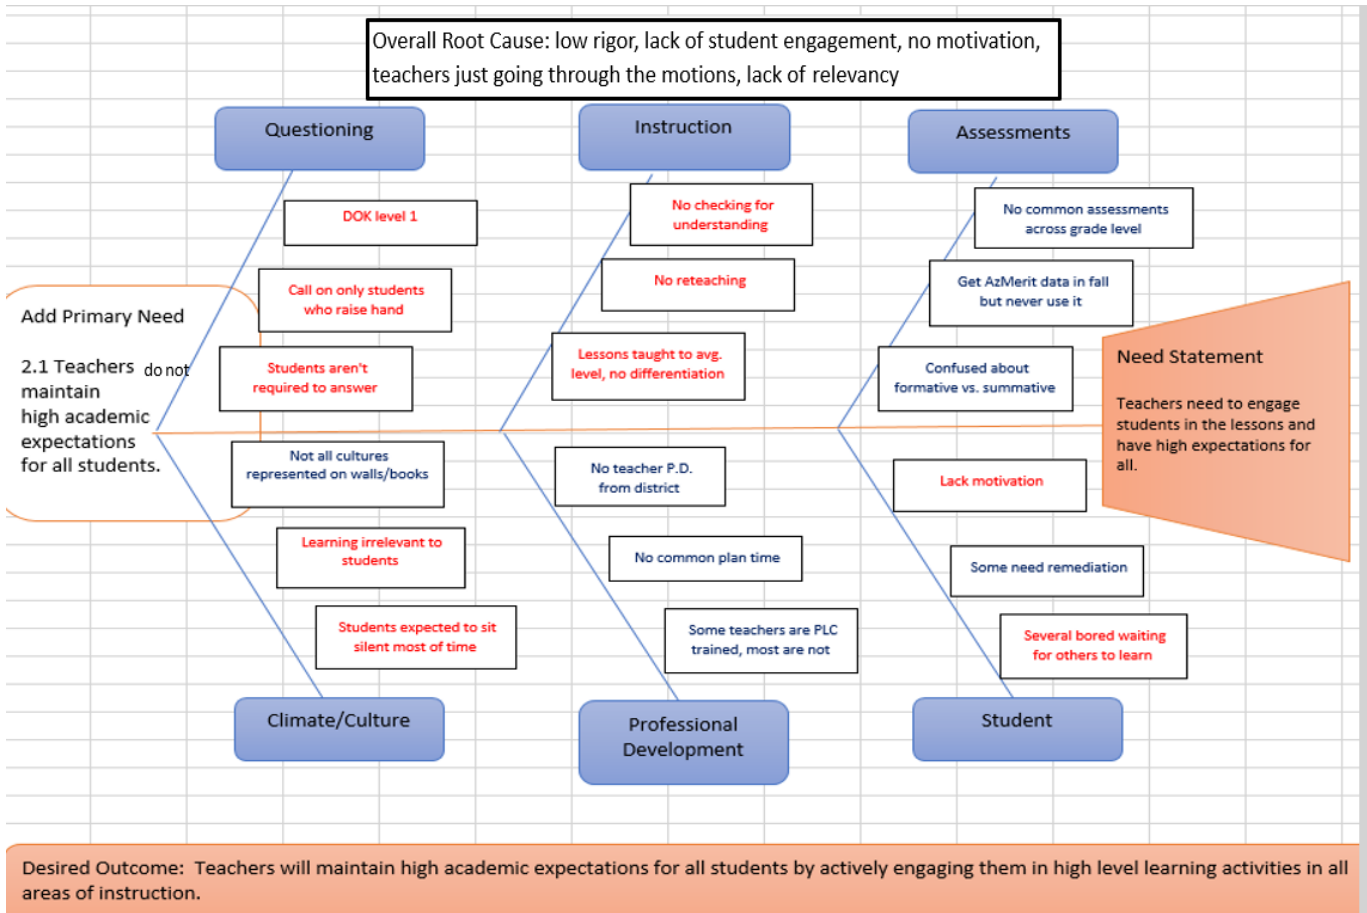 Overall Root Cause: low rigor, lack of student engagement, no motivation,
teachers just going through the motions, lack of relevancy
Questioning
Instruction
Assessments
DOK level 1
Call on only students
who raise hand
Students aren't
required to answer
No checking for
understanding
No reteaching
Lessons taught to avg.
level, no differentiation
No common assessments
across grade level
Get AzMerit data in fall
but never use it
Confused about
formative vs. summative
Add Primary Need
2.1 Teachers do not
maintain
high academic
expectations
for all students.
Need Statement
Teachers need to engage
students in the lessons and
have high expectations for
all.
Not all cultures
represented on walls/books
Learning irrelevant to
students
Students expected to sit
silent most of time
No teacher P.D.
from district
No common plan time
Some teachers are PLC
trained, most are not
Lack motivation
Some need remediation
Several bored waiting
for others to learn
Climate/Culture
Professional
Development
Student
Desired Outcome: Teachers will maintain high academic expectations for all students by actively engaging them in high level learning activities in all
areas of instruction.